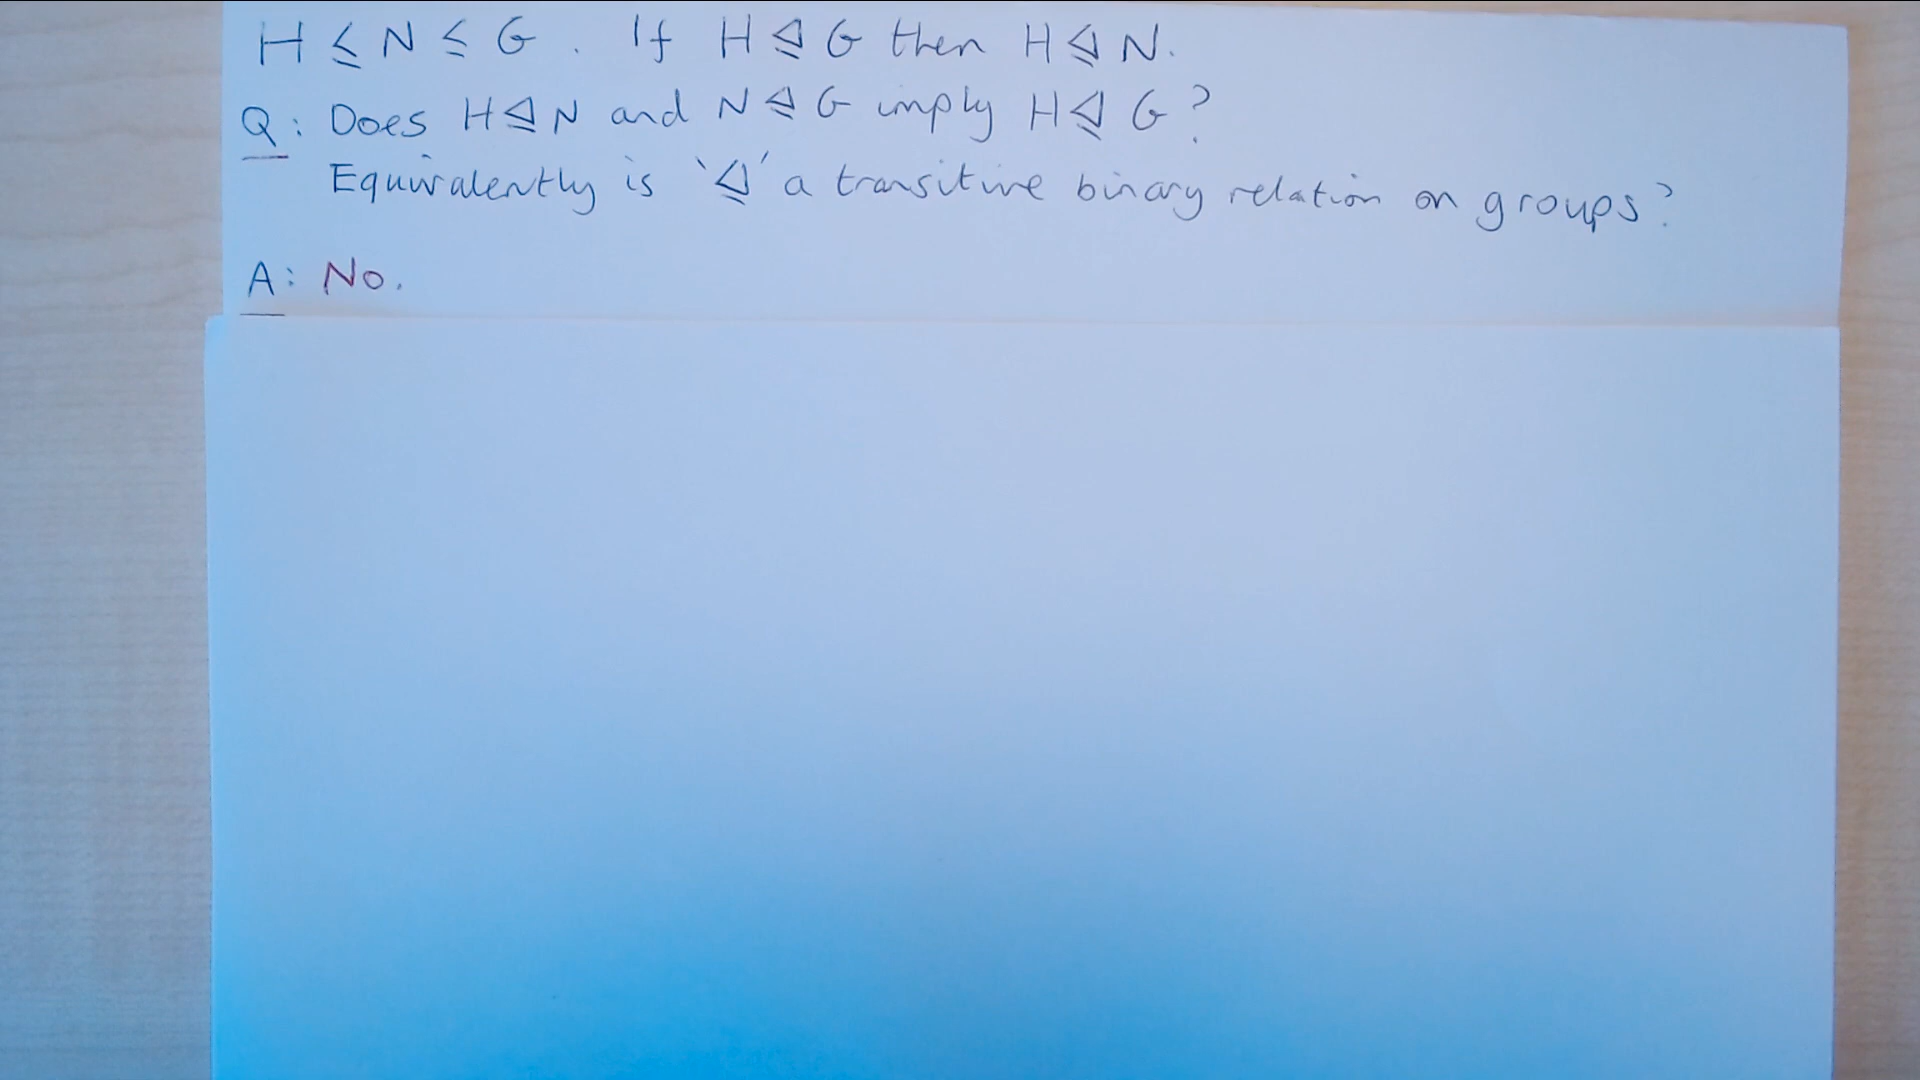 H ≤ N ≤ G . If H ⊴ G then H ⊴ N.
Q: Does H ⊴ N and N ⊴ G imply H ⊴ G?
Equivalently is ‘⊴’ a transitive binary relation on groups?
A: No.